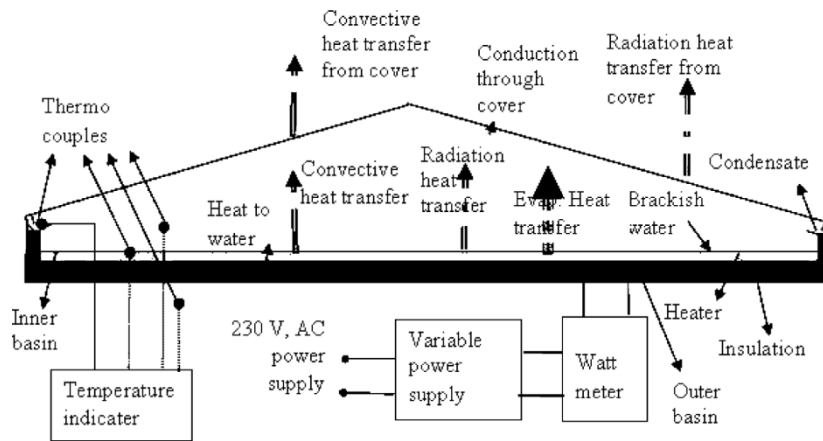 Convective
heat transfer
from cover
Conduction
through
cover
Radiation heat
transfer from
cover
Thermo
couples
Convective
heat transfer
Radiation
heat
transfer
Heat to
water
Evap. Heat
transfer
Brackish
water
Condensate
Inner
basin
Temperature
indicater
230 V, AC
power
supply
Variable
power
supply
Watt
meter
Heater
Insulation
Outer
basin